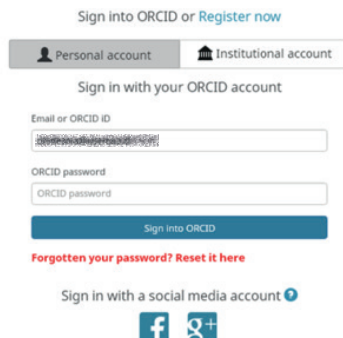 Sign into ORCID or Register now
Personal account
Institutional account
Sign in with your ORCID account
Email or ORCID iD
ORCID password
ORCID password
Sign into ORCID
Forgotten your password? Reset it here
Sign in with a social media account ?
f g+